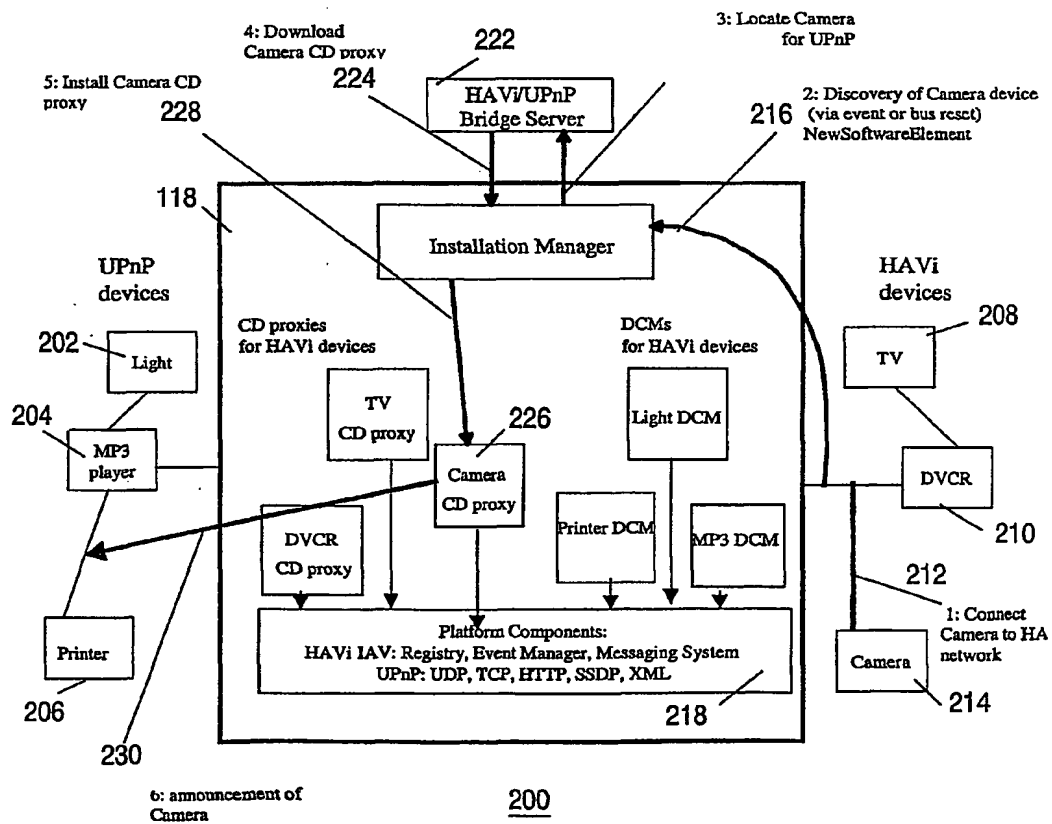 4: Download
Camera CD proxy
222
3: Locate Camera
for UPnP
5: Install Camera CD
proxy
224
228
HAVi/UPnP
Bridge Server
216
2: Discovery of Camera device
(via event or bus reset)
NewSoftwareElement
118
Installation Manager
UPnP
devices
HAVi
devices
202
Light
CD proxies
for HAVi devices
DCMs
for HAVi devices
208
TV
204
MP3
player
TV
CD proxy
226
Light DCM
Camera
CD proxy
DVCR
210
DVCR
CD proxy
Printer DCM
MP3 DCM
212
1: Connect
Camera to HA
network
Printer
206
Platform Components:
HAVi IAV: Registry, Event Manager, Messaging System
UPnP: UDP, TCP, HTTP, SSDP, XML
218
Camera
214
230
6: announcement of
Camera
200